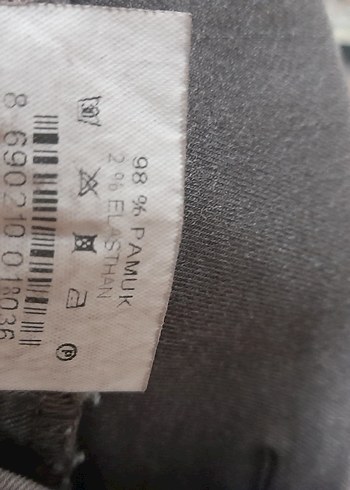 98 % PAMUK
2 % ELASTHAN
P
8 690210 018036